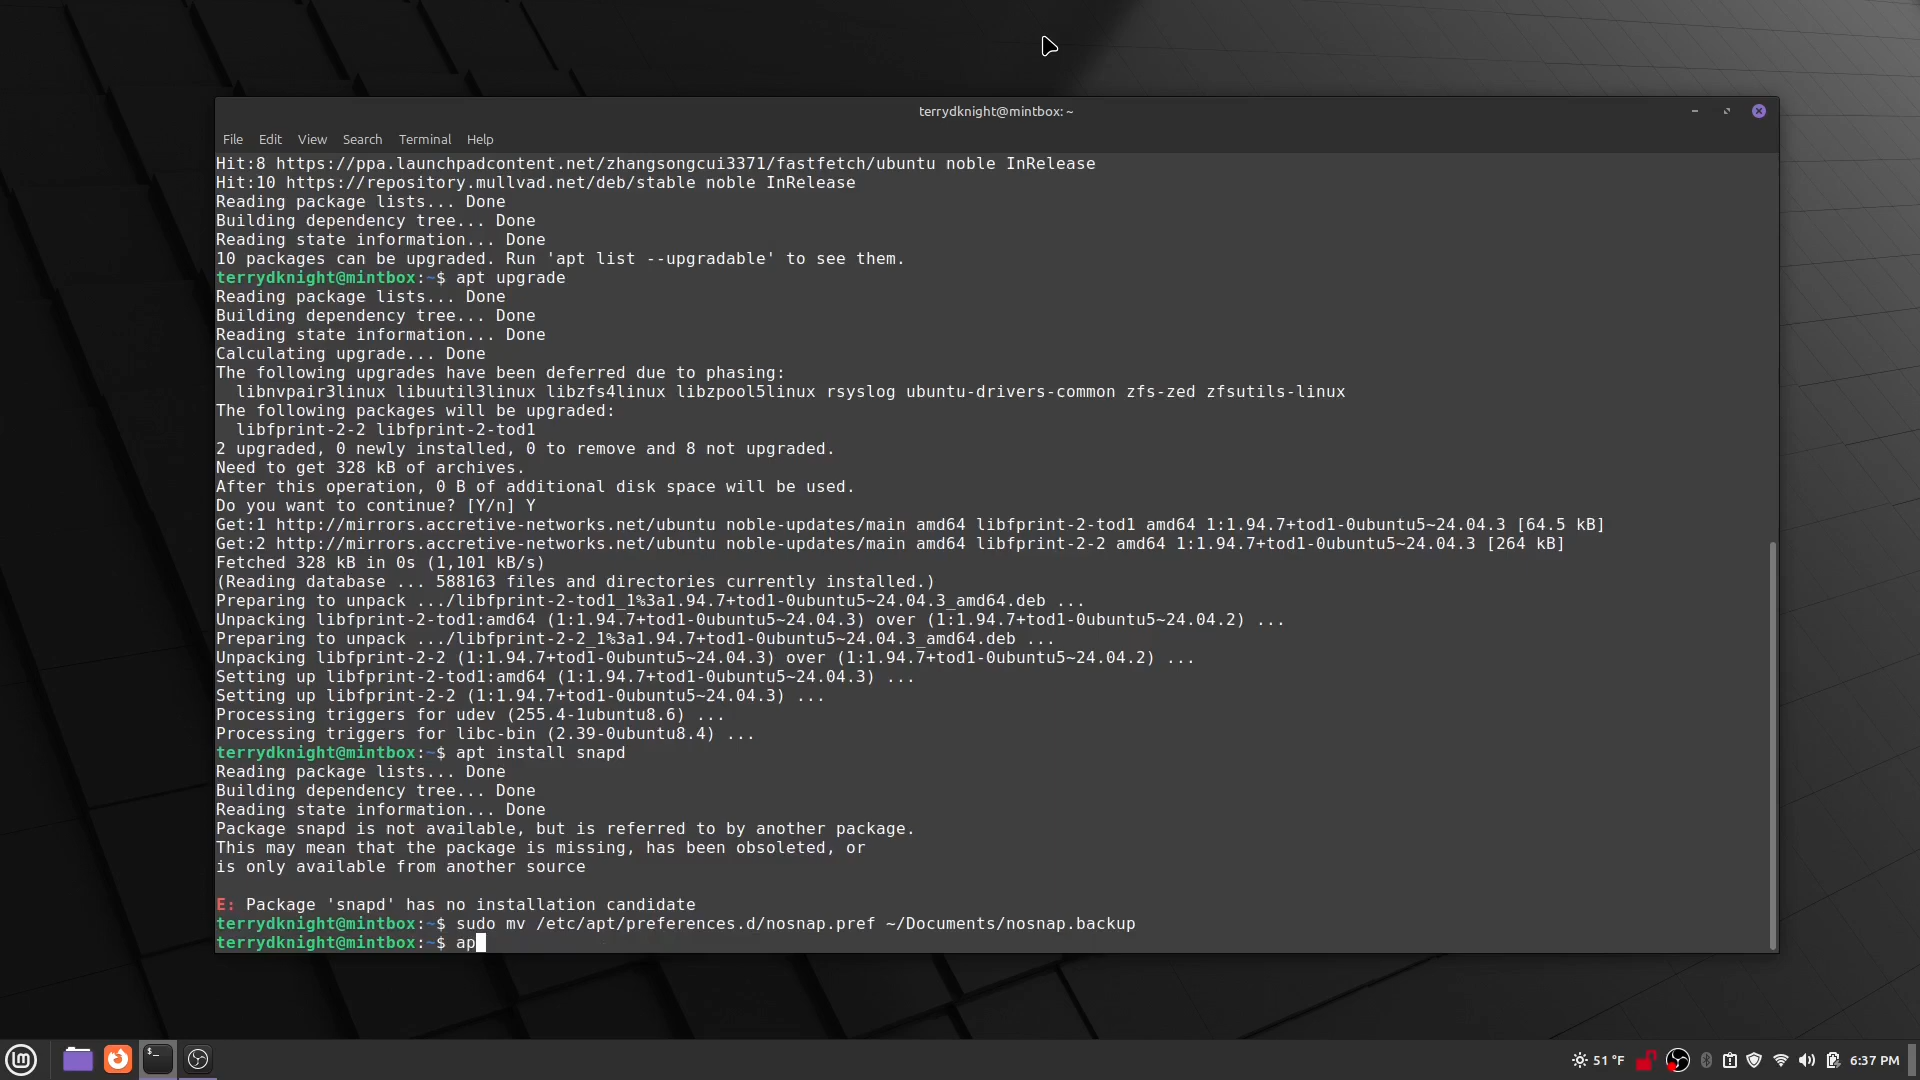 terrydknight@mintbox: ~
File Edit View Search Terminal Help
Hit:8 https://ppa.launchpadcontent.net/zhangsongcui3371/fastfetch/ubuntu noble InRelease
Hit:10 https://repository.mullvad.net/deb/stable noble InRelease
Reading package lists... Done
Building dependency tree... Done
Reading state information... Done
10 packages can be upgraded. Run 'apt list --upgradable' to see them.
terrydknight@mintbox:~$ apt upgrade
Reading package lists... Done
Building dependency tree... Done
Reading state information... Done
Calculating upgrade... Done
The following upgrades have been deferred due to phasing:
  libnvpair3linux libuutil3linux libzfs4linux libzpool5linux rsyslog ubuntu-drivers-common zfs-zed zfsutils-linux
The following packages will be upgraded:
  libfprint-2-2 libfprint-2-tod1
2 upgraded, 0 newly installed, 0 to remove and 8 not upgraded.
Need to get 328 kB of archives.
After this operation, 0 B of additional disk space will be used.
Do you want to continue? [Y/n] Y
Get:1 http://mirrors.accretive-networks.net/ubuntu noble-updates/main amd64 libfprint-2-tod1 amd64 1:1.94.7+tod1-0ubuntu5~24.04.3 [64.5 kB]
Get:2 http://mirrors.accretive-networks.net/ubuntu noble-updates/main amd64 libfprint-2-2 amd64 1:1.94.7+tod1-0ubuntu5~24.04.3 [264 kB]
Fetched 328 kB in 0s (1,101 kB/s)
(Reading database ... 588163 files and directories currently installed.)
Preparing to unpack .../libfprint-2-tod1_1%3a1.94.7+tod1-0ubuntu5~24.04.3_amd64.deb ...
Unpacking libfprint-2-tod1:amd64 (1:1.94.7+tod1-0ubuntu5~24.04.3) over (1:1.94.7+tod1-0ubuntu5~24.04.2) ...
Preparing to unpack .../libfprint-2-2_1%3a1.94.7+tod1-0ubuntu5~24.04.3_amd64.deb ...
Unpacking libfprint-2-2 (1:1.94.7+tod1-0ubuntu5~24.04.3) over (1:1.94.7+tod1-0ubuntu5~24.04.2) ...
Setting up libfprint-2-tod1:amd64 (1:1.94.7+tod1-0ubuntu5~24.04.3) ...
Setting up libfprint-2-2 (1:1.94.7+tod1-0ubuntu5~24.04.3) ...
Processing triggers for udev (255.4-1ubuntu8.6) ...
Processing triggers for libc-bin (2.39-0ubuntu8.4) ...
terrydknight@mintbox:~$ apt install snapd
Reading package lists... Done
Building dependency tree... Done
Reading state information... Done
Package snapd is not available, but is referred to by another package.
This may mean that the package is missing, has been obsoleted, or
is only available from another source
E: Package 'snapd' has no installation candidate
terrydknight@mintbox:~$ sudo mv /etc/apt/preferences.d/nosnap.pref ~/Documents/nosnap.backup
terrydknight@mintbox:~$ ap
51 °F 6:37 PM